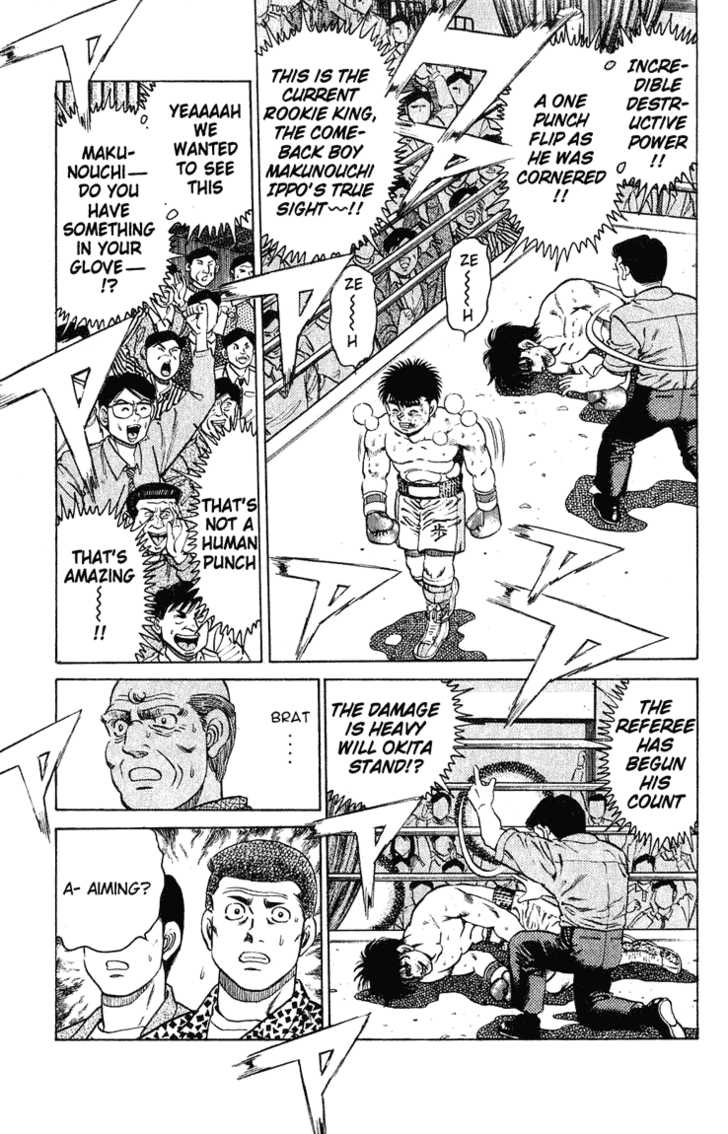 INCRE-
DIBLE
DESTR-
UCTIVE
POWER
!!
A ONE
PUNCH
FLIP AS
HE WAS
CORNERED
!!
THIS IS THE
CURRENT
ROOKIE KING,
THE COME-
BACK BOY
MAKUNOUCHI
IPPO'S TRUE
SIGHT~~!!
ZE
~
H
ZE
~
H
歩
YEAAAAH
WE
WANTED
TO SEE
THIS
MAKU-
NOUCHI—
DO YOU
HAVE
SOMETHING
IN YOUR
GLOVE—
!?
THAT'S
NOT A
HUMAN
PUNCH
THAT'S
AMAZING
~
!!
THE
REFEREE
HAS
BEGUN
HIS
COUNT
THE DAMAGE
IS HEAVY
WILL OKITA
STAND!?
BRAT
...
A- AIMING?